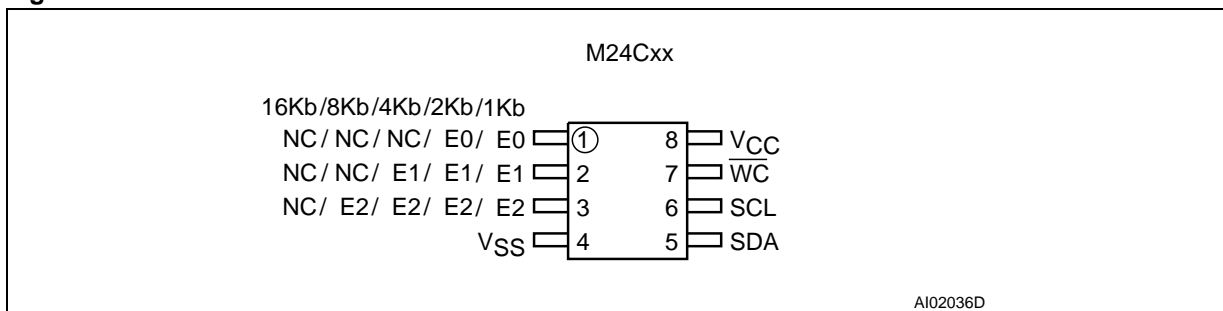 M24Cxx
16Kb/8Kb/4Kb/2Kb/1Kb
NC/ NC/ NC/ E0/ E0 1 8 VCC
NC/ NC/ E1/ E1/ E1 2 7 W̅C̅
NC/ E2/ E2/ E2/ E2 3 6 SCL
VSS 4 5 SDA
AI02036D